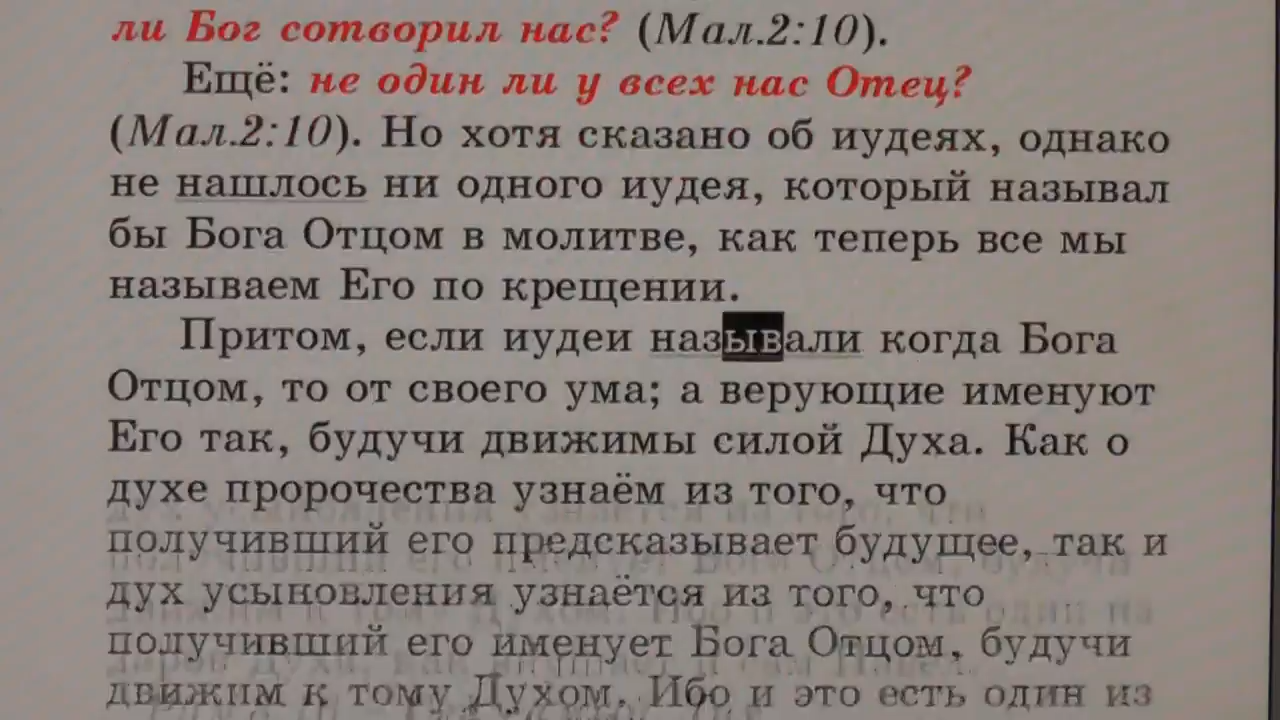 ли Бог сотворил нас? (Мал.2:10).
Ещё: не один ли у всех нас Отец?
(Мал.2:10). Но хотя сказано об иудеях, однако
не нашлось ни одного иудея, который называл
бы Бога Отцом в молитве, как теперь все мы
называем Его по крещении.
Притом, если иудеи называли когда Бога
Отцом, то от своего ума; а верующие именуют
Его так, будучи движимы силой Духа. Как о
духе пророчества узнаём из того, что
получивший его предсказывает будущее, так и
дух усыновления узнаётся из того, что
получивший его именует Бога Отцом, будучи
движим к тому Духом. Ибо и это есть один из